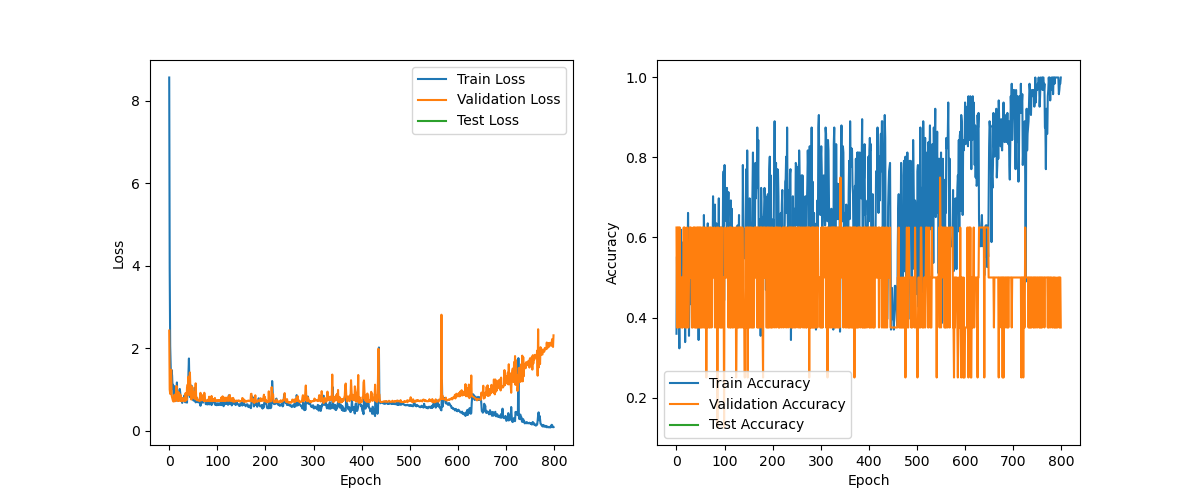 Loss
8
6
4
2
0
0 100 200 300 400 500 600 700 800
Epoch
Train Loss
Validation Loss
Test Loss
Accuracy
1.0
0.8
0.6
0.4
0.2
0 100 200 300 400 500 600 700 800
Epoch
Train Accuracy
Validation Accuracy
Test Accuracy